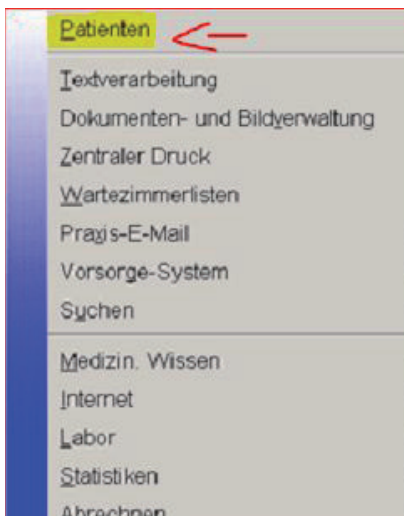 Patienten
Textverarbeitung
Dokumenten- und Bildverwaltung
Zentraler Druck
Wartezimmerlisten
Praxis-E-Mail
Vorsorge-System
Suchen
Medizin. Wissen
Internet
Labor
Statistiken
Abrechnen